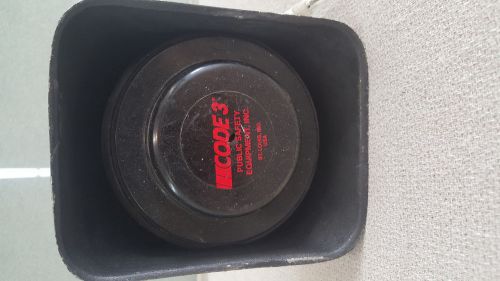 CODE 3®
PUBLIC SAFETY
EQUIPMENT, INC.
ST. LOUIS, MO.
USA